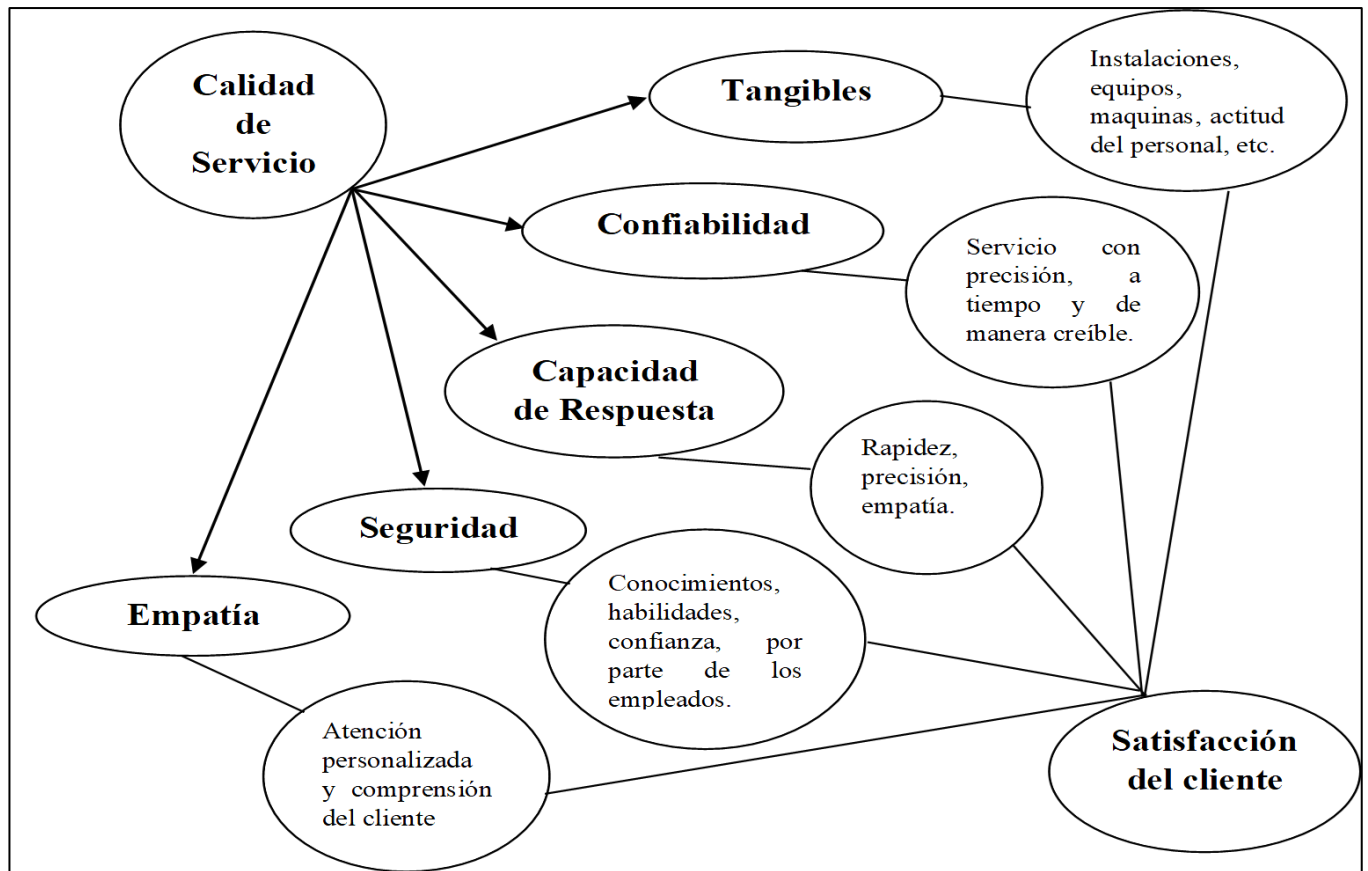 Calidad
de
Servicio
Tangibles
Instalaciones,
equipos,
maquinas, actitud
del personal, etc.
Confiabilidad
Servicio con
precisión, a
tiempo y de
manera creíble.
Capacidad
de Respuesta
Rapidez,
precisión,
empatía.
Seguridad
Conocimientos,
habilidades,
confianza, por
parte de los
empleados.
Empatía
Atención
personalizada
y comprensión
del cliente
Satisfacción
del cliente